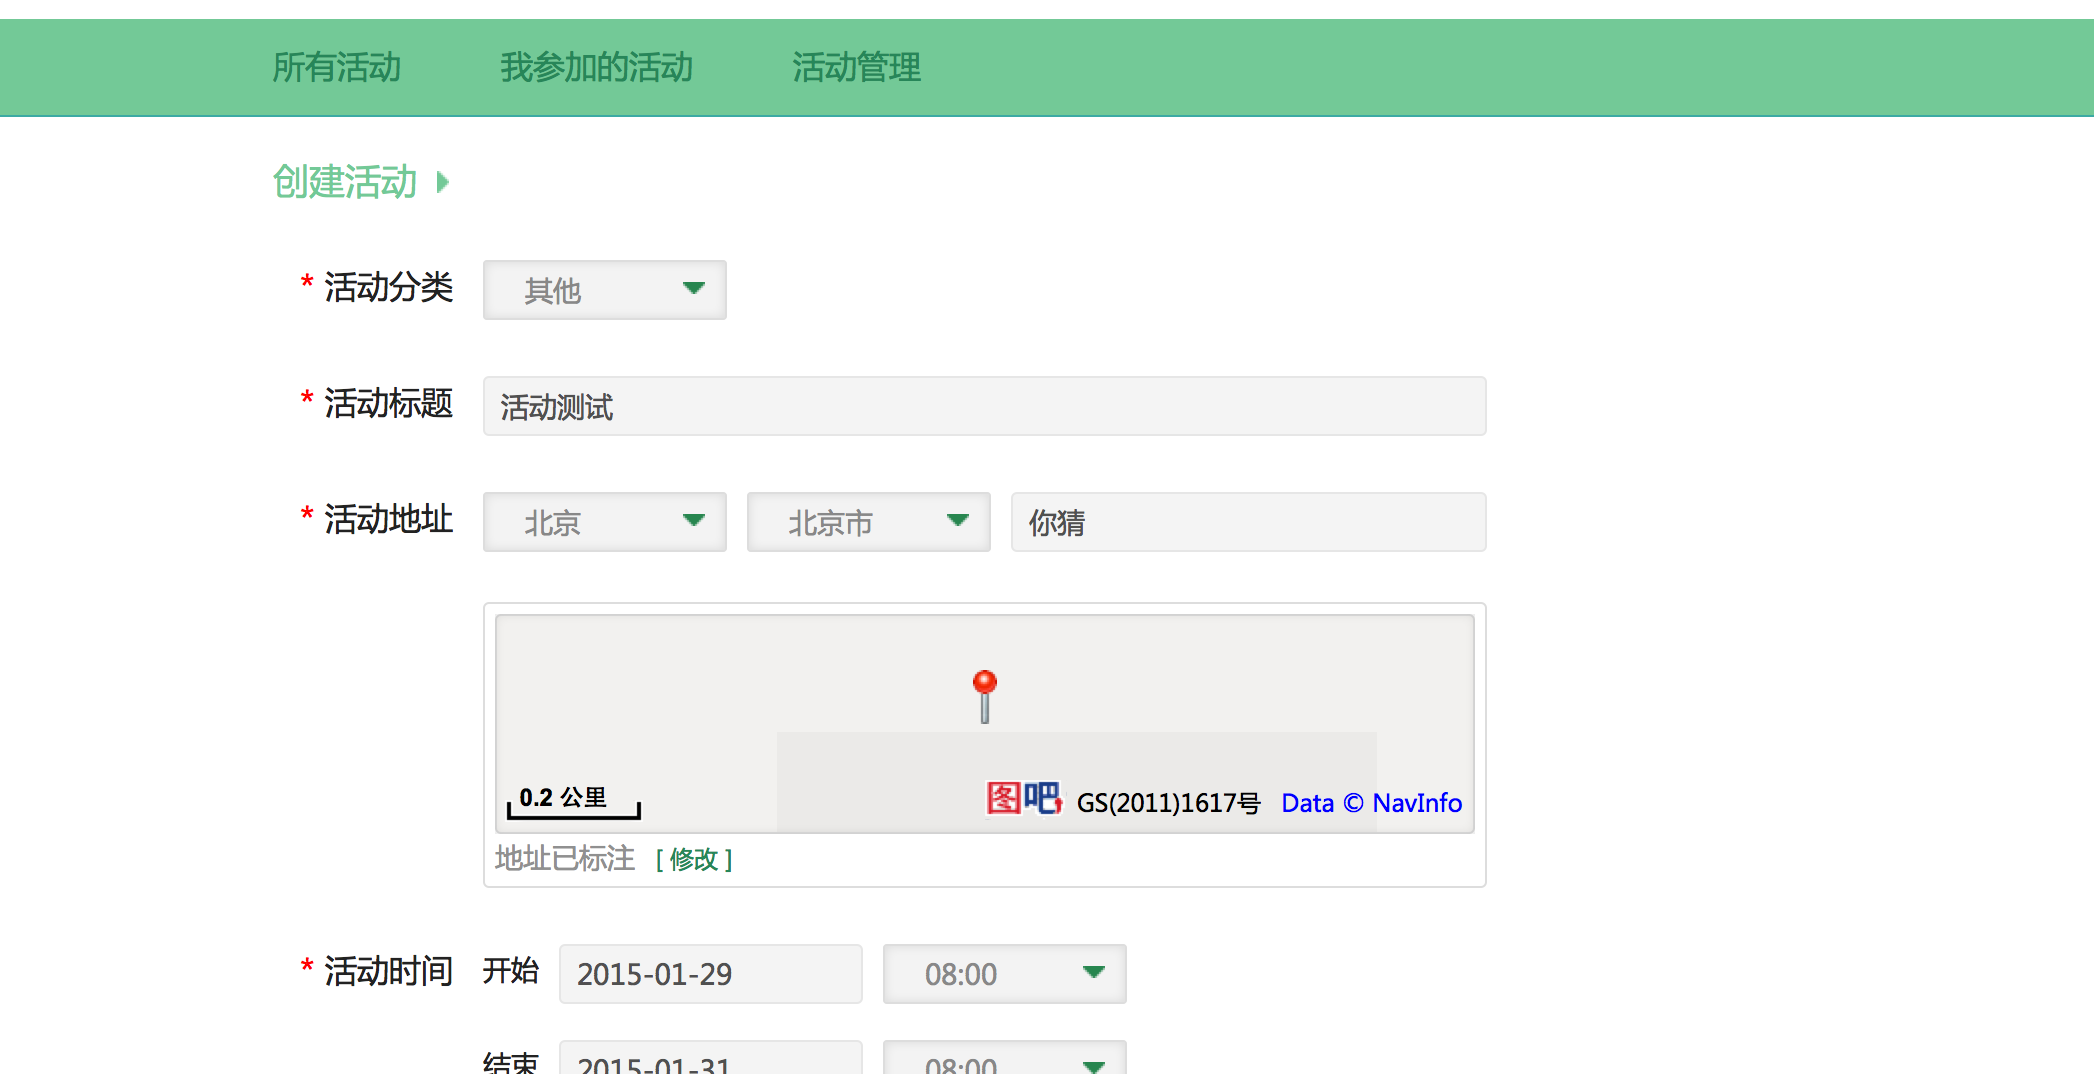 所有活动 我参加的活动 活动管理
创建活动
* 活动分类 其他
* 活动标题 活动测试
* 活动地址 北京 北京市 你猜
0.2 公里 图吧 GS(2011)1617号 Data © NavInfo
地址已标注 [ 修改 ]
* 活动时间 开始 2015-01-29 08:00
结束 2015-01-31 08:00